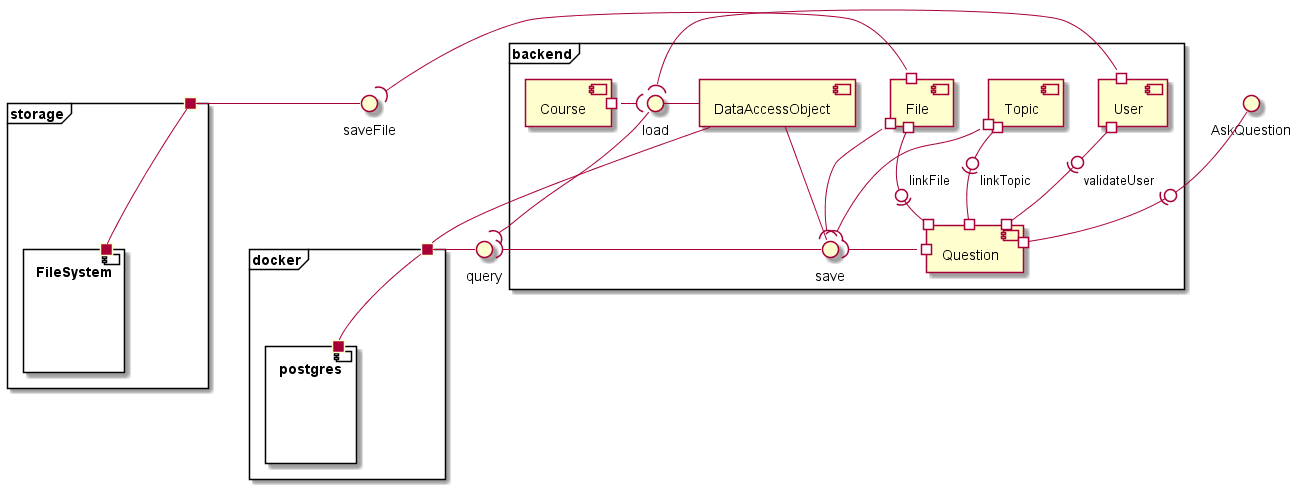 backend
Course
load
DataAccessObject
File
Topic
User
AskQuestion
storage
saveFile
linkFile
linkTopic
validateUser
FileSystem
docker
query
save
Question
postgres